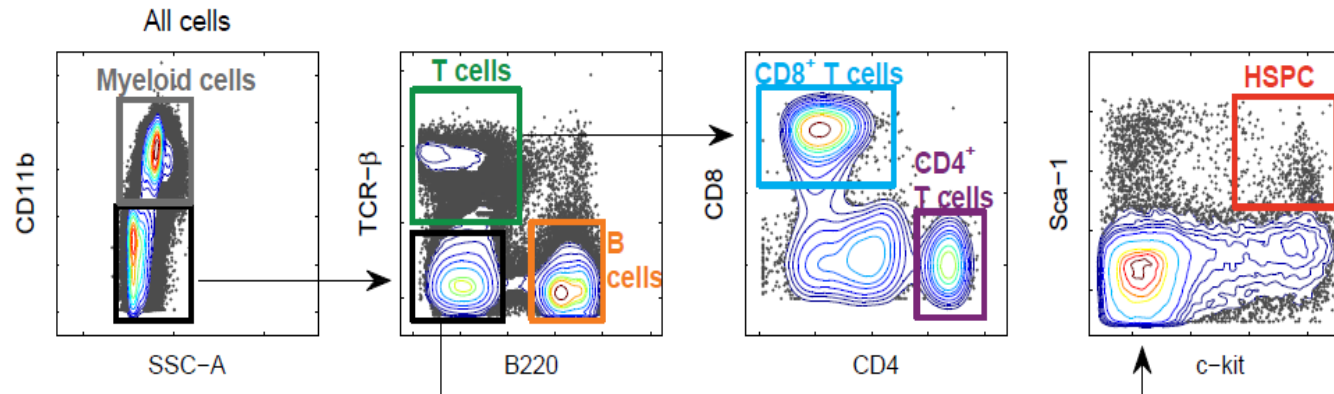 All cells
Myeloid cells
CD11b
SSC-A
T cells
TCR-β
B cells
B220
CD8+ T cells
CD4+
T cells
CD8
CD4
HSPC
Sca-1
c-kit